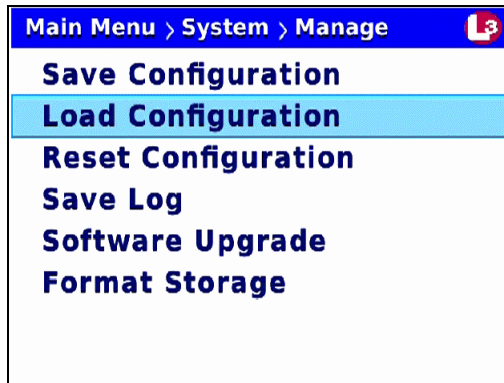 Main Menu > System > Manage L3
Save Configuration
Load Configuration
Reset Configuration
Save Log
Software Upgrade
Format Storage